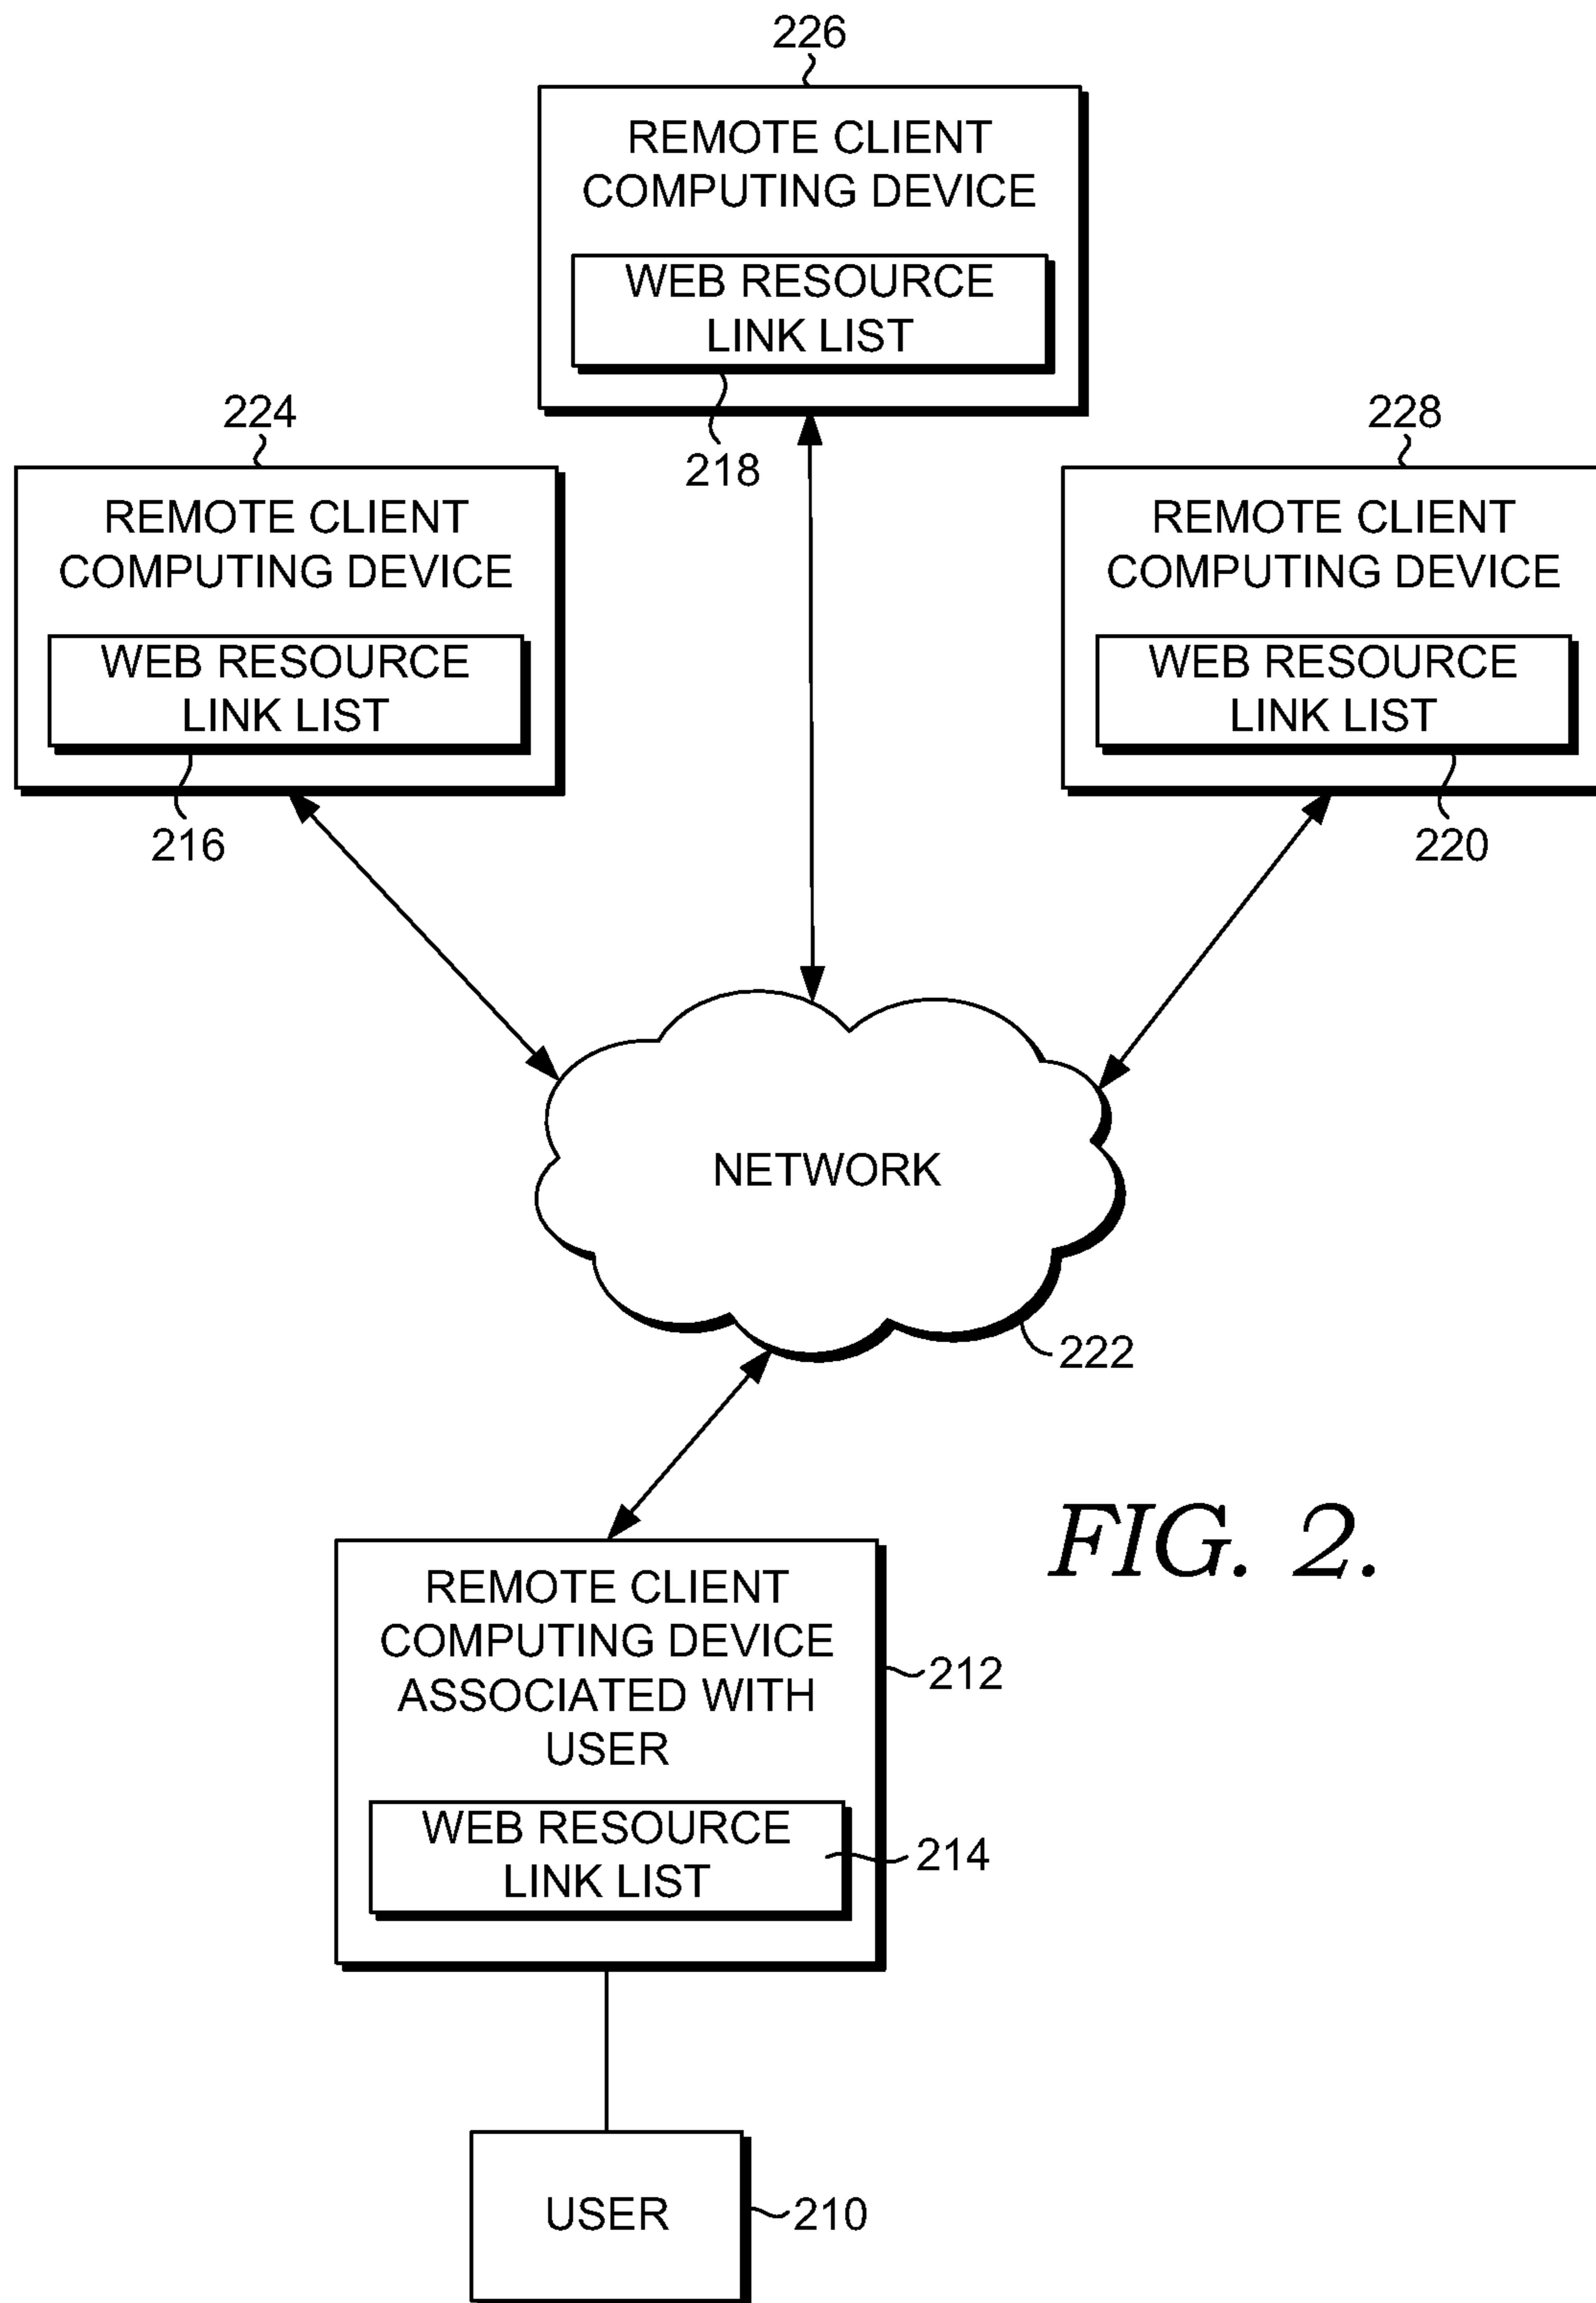 226
REMOTE CLIENT
COMPUTING DEVICE
WEB RESOURCE
LINK LIST
218
224
REMOTE CLIENT
COMPUTING DEVICE
WEB RESOURCE
LINK LIST
216
228
REMOTE CLIENT
COMPUTING DEVICE
WEB RESOURCE
LINK LIST
220
NETWORK
222
FIG. 2.
REMOTE CLIENT
COMPUTING DEVICE
ASSOCIATED WITH
USER
212
WEB RESOURCE
LINK LIST
214
USER
210